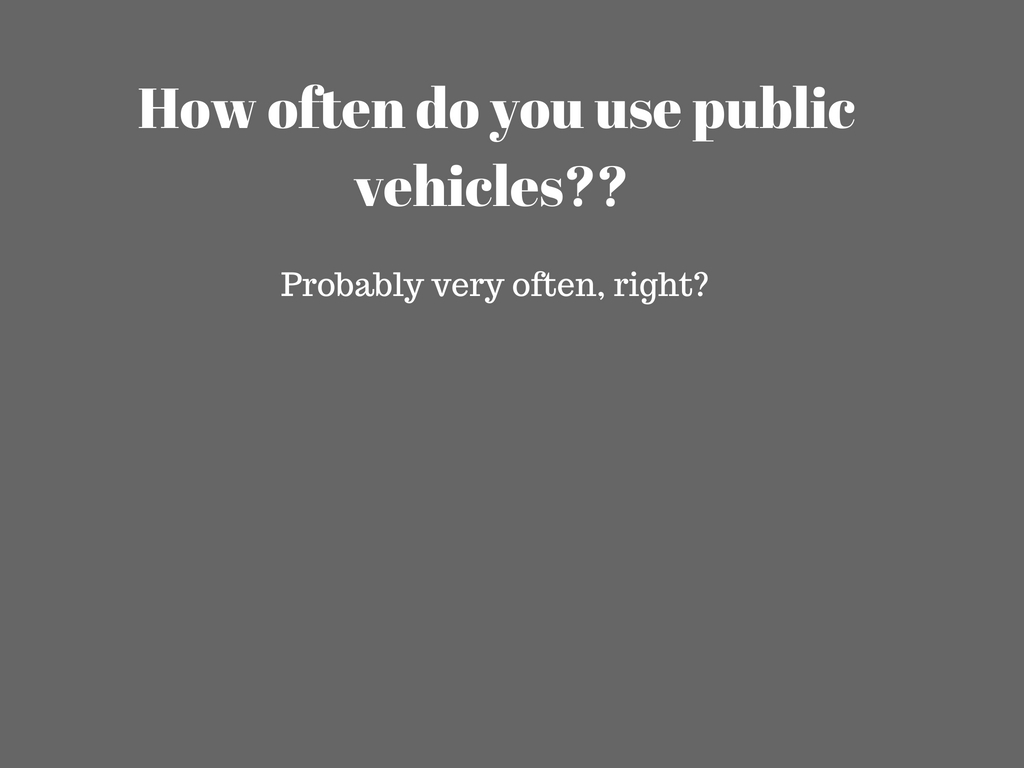 How often do you use public
vehicles??
Probably very often, right?